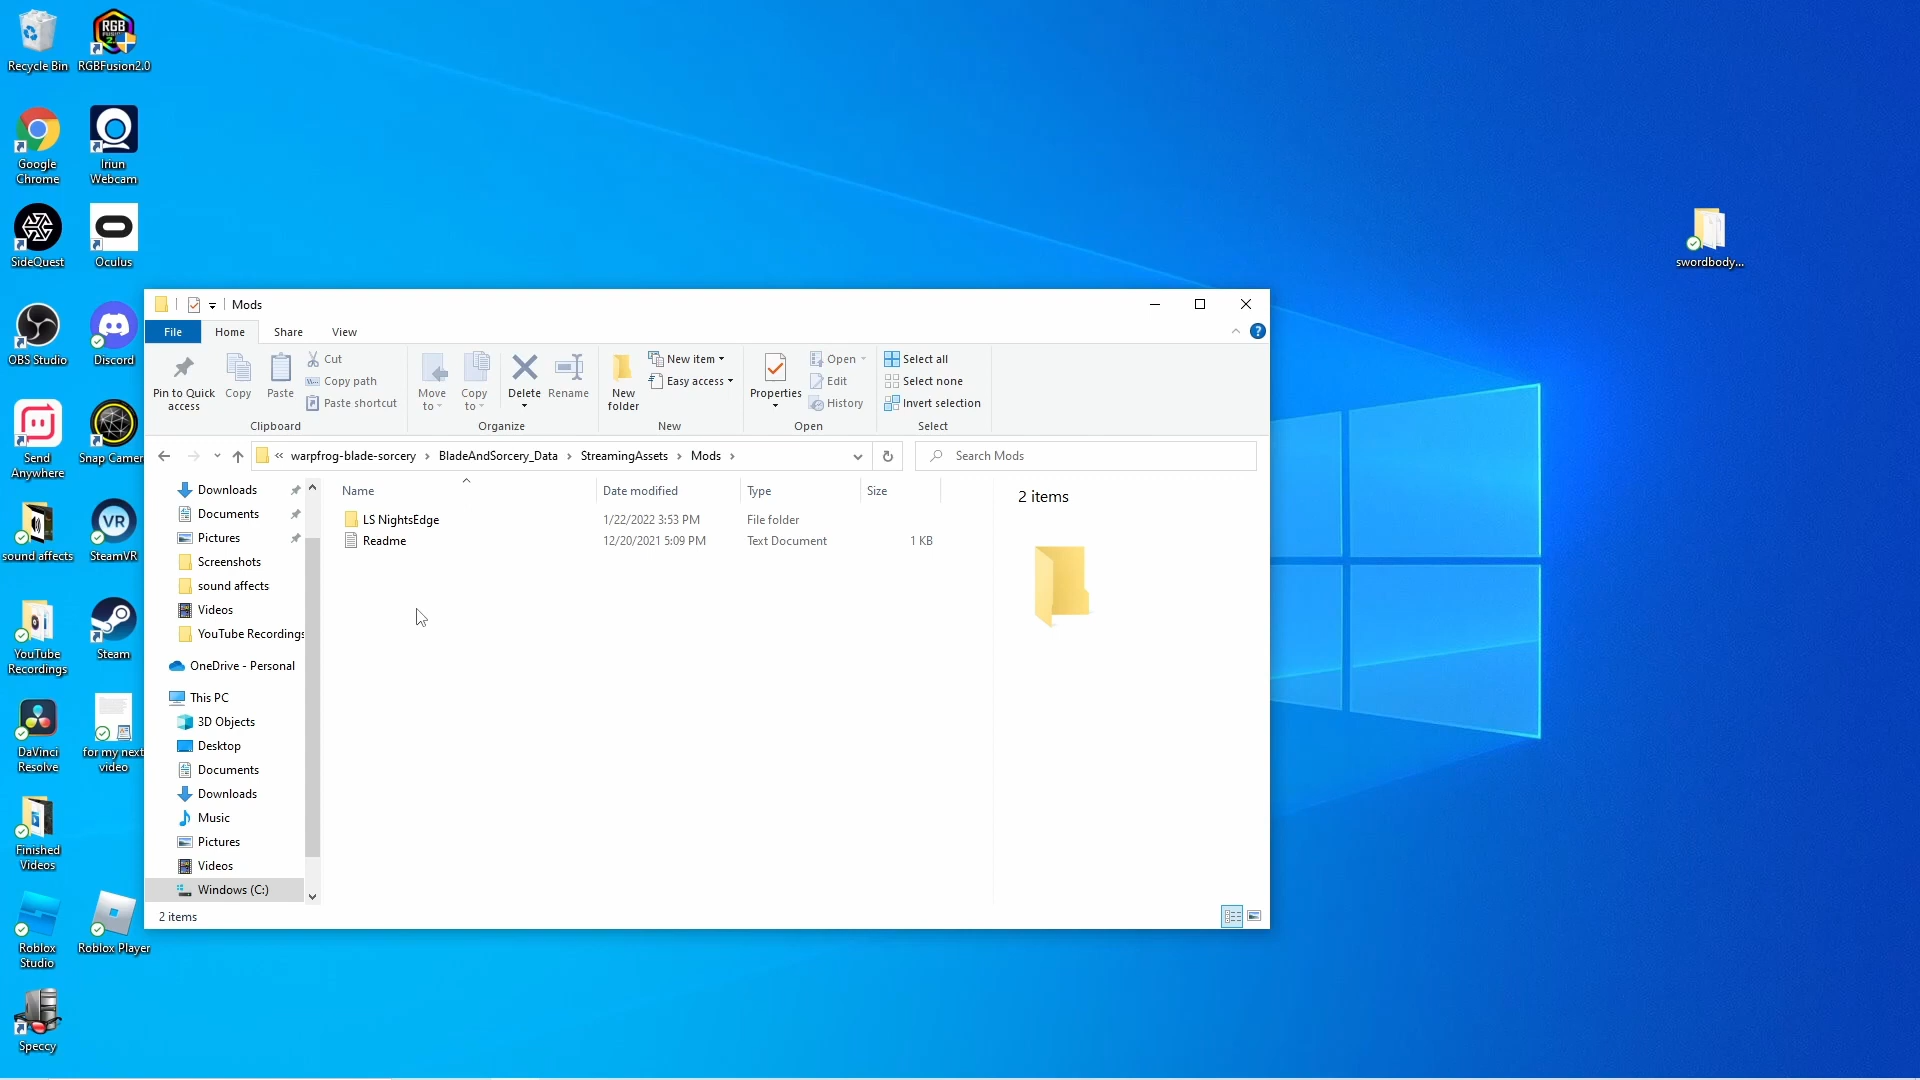 Recycle Bin
RGBFusion2.0
Google
Chrome
Iriun
Webcam
SideQuest
Oculus
OBS Studio
Discord
Send
Anywhere
Snap Camera
sound affects
SteamVR
YouTube
Recordings
Steam
DaVinci
Resolve
for my next
video
Finished
Videos
Roblox
Studio
Roblox Player
Speccy
swordbody...
Mods
File
Home
Share
View
Pin to Quick
access
Copy
Paste
Cut
Copy path
Paste shortcut
Clipboard
Move
to
Copy
to
Delete
Rename
Organize
New
folder
New item
Easy access
New
Properties
Open
Edit
History
Open
Select all
Select none
Invert selection
Select
« warpfrog-blade-sorcery › BladeAndSorcery_Data › StreamingAssets › Mods ›
Search Mods
Downloads
Documents
Pictures
Screenshots
sound affects
Videos
YouTube Recordings
OneDrive - Personal
This PC
3D Objects
Desktop
Documents
Downloads
Music
Pictures
Videos
Windows (C:)
Name Date modified Type Size
LS NightsEdge 1/22/2022 3:53 PM File folder
Readme 12/20/2021 5:09 PM Text Document 1 KB
2 items
2 items